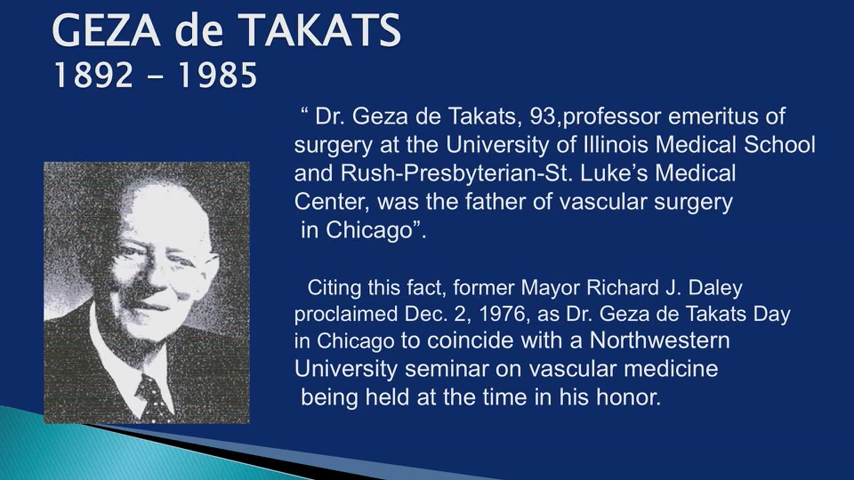 GEZA de TAKATS
1892 – 1985
“ Dr. Geza de Takats, 93,professor emeritus of
surgery at the University of Illinois Medical School
and Rush-Presbyterian-St. Luke’s Medical
Center, was the father of vascular surgery
in Chicago”.
Citing this fact, former Mayor Richard J. Daley
proclaimed Dec. 2, 1976, as Dr. Geza de Takats Day
in Chicago to coincide with a Northwestern
University seminar on vascular medicine
being held at the time in his honor.